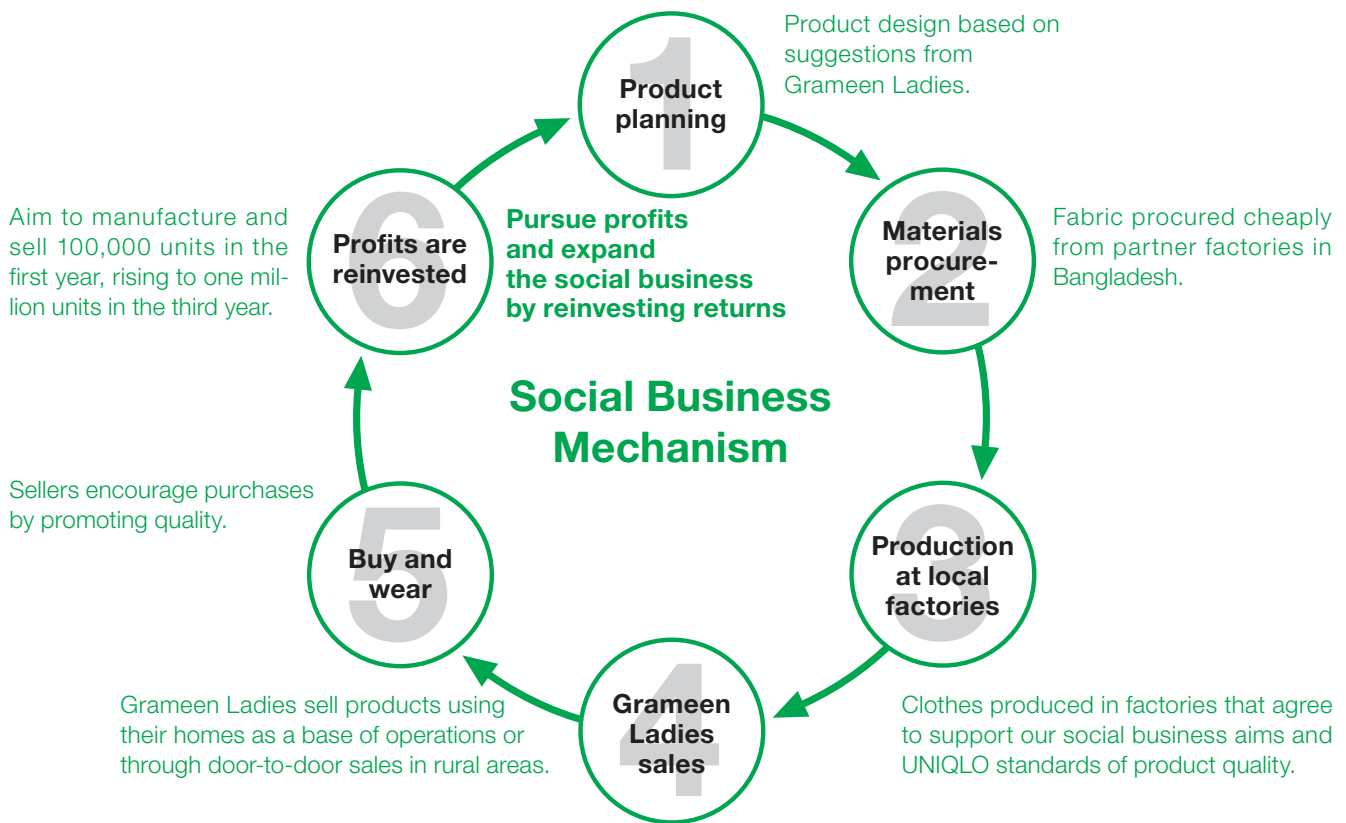 1
Product
planning
Product design based on
suggestions from
Grameen Ladies.
2
Materials
procure-
ment
Fabric procured cheaply
from partner factories in
Bangladesh.
3
Production
at local
factories
Clothes produced in factories that agree
to support our social business aims and
UNIQLO standards of product quality.
4
Grameen
Ladies
sales
Grameen Ladies sell products using
their homes as a base of operations or
through door-to-door sales in rural areas.
5
Buy and
wear
Sellers encourage purchases
by promoting quality.
6
Profits are
reinvested
Aim to manufacture and
sell 100,000 units in the
first year, rising to one mil-
lion units in the third year.
Pursue profits
and expand
the social business
by reinvesting returns
Social Business
Mechanism